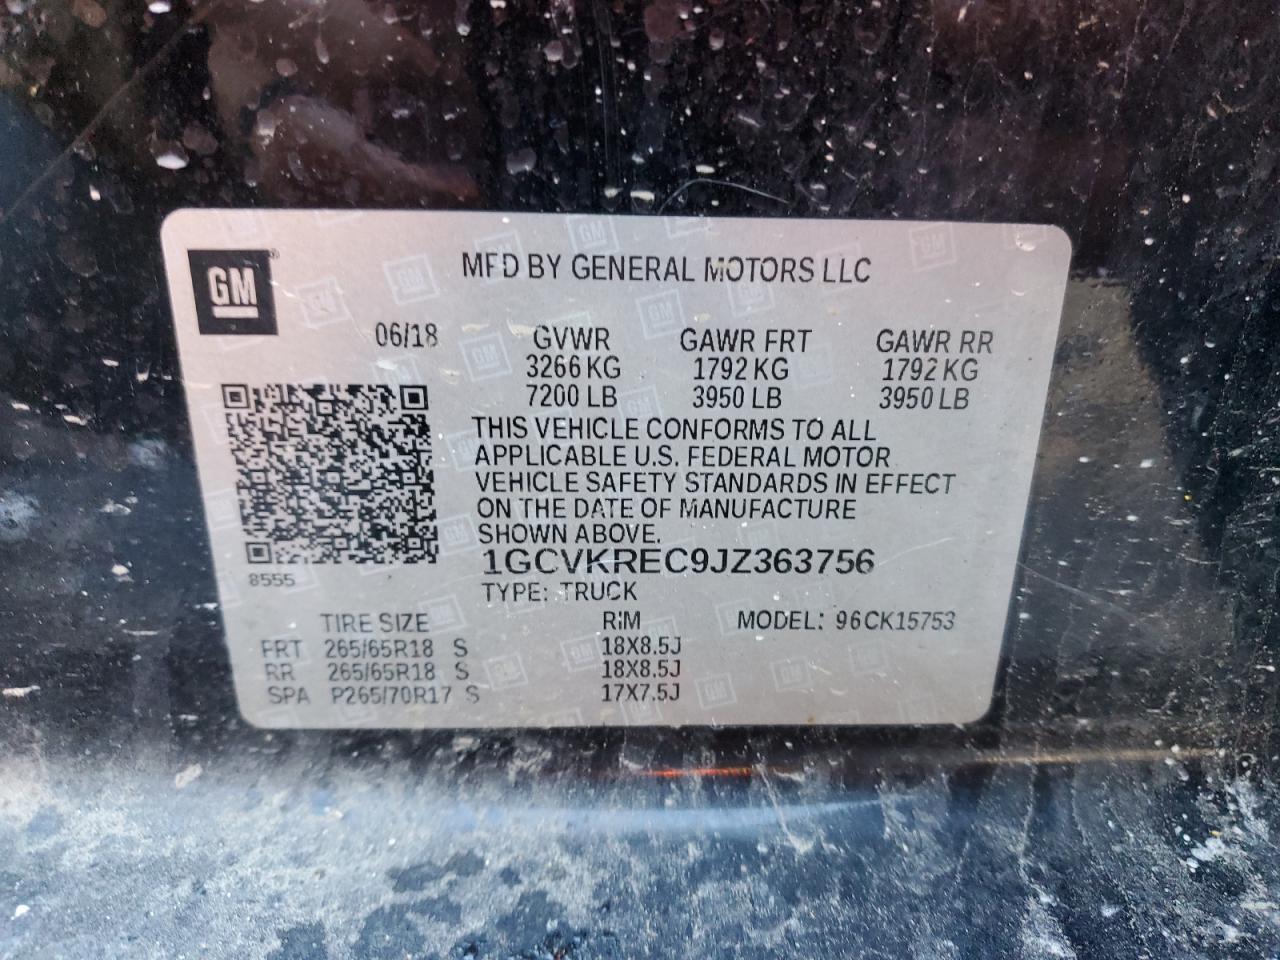 GM
MFD BY GENERAL MOTORS LLC
06/18 GVWR GAWR FRT GAWR RR
3266 KG 1792 KG 1792 KG
7200 LB 3950 LB 3950 LB
THIS VEHICLE CONFORMS TO ALL
APPLICABLE U.S. FEDERAL MOTOR
VEHICLE SAFETY STANDARDS IN EFFECT
ON THE DATE OF MANUFACTURE
SHOWN ABOVE.
1GCVKREC9JZ363756
8555
TYPE: TRUCK
TIRE SIZE RIM MODEL: 96CK15753
FRT 265/65R18 S 18X8.5J
RR 265/65R18 S 18X8.5J
SPA P265/70R17 S 17X7.5J